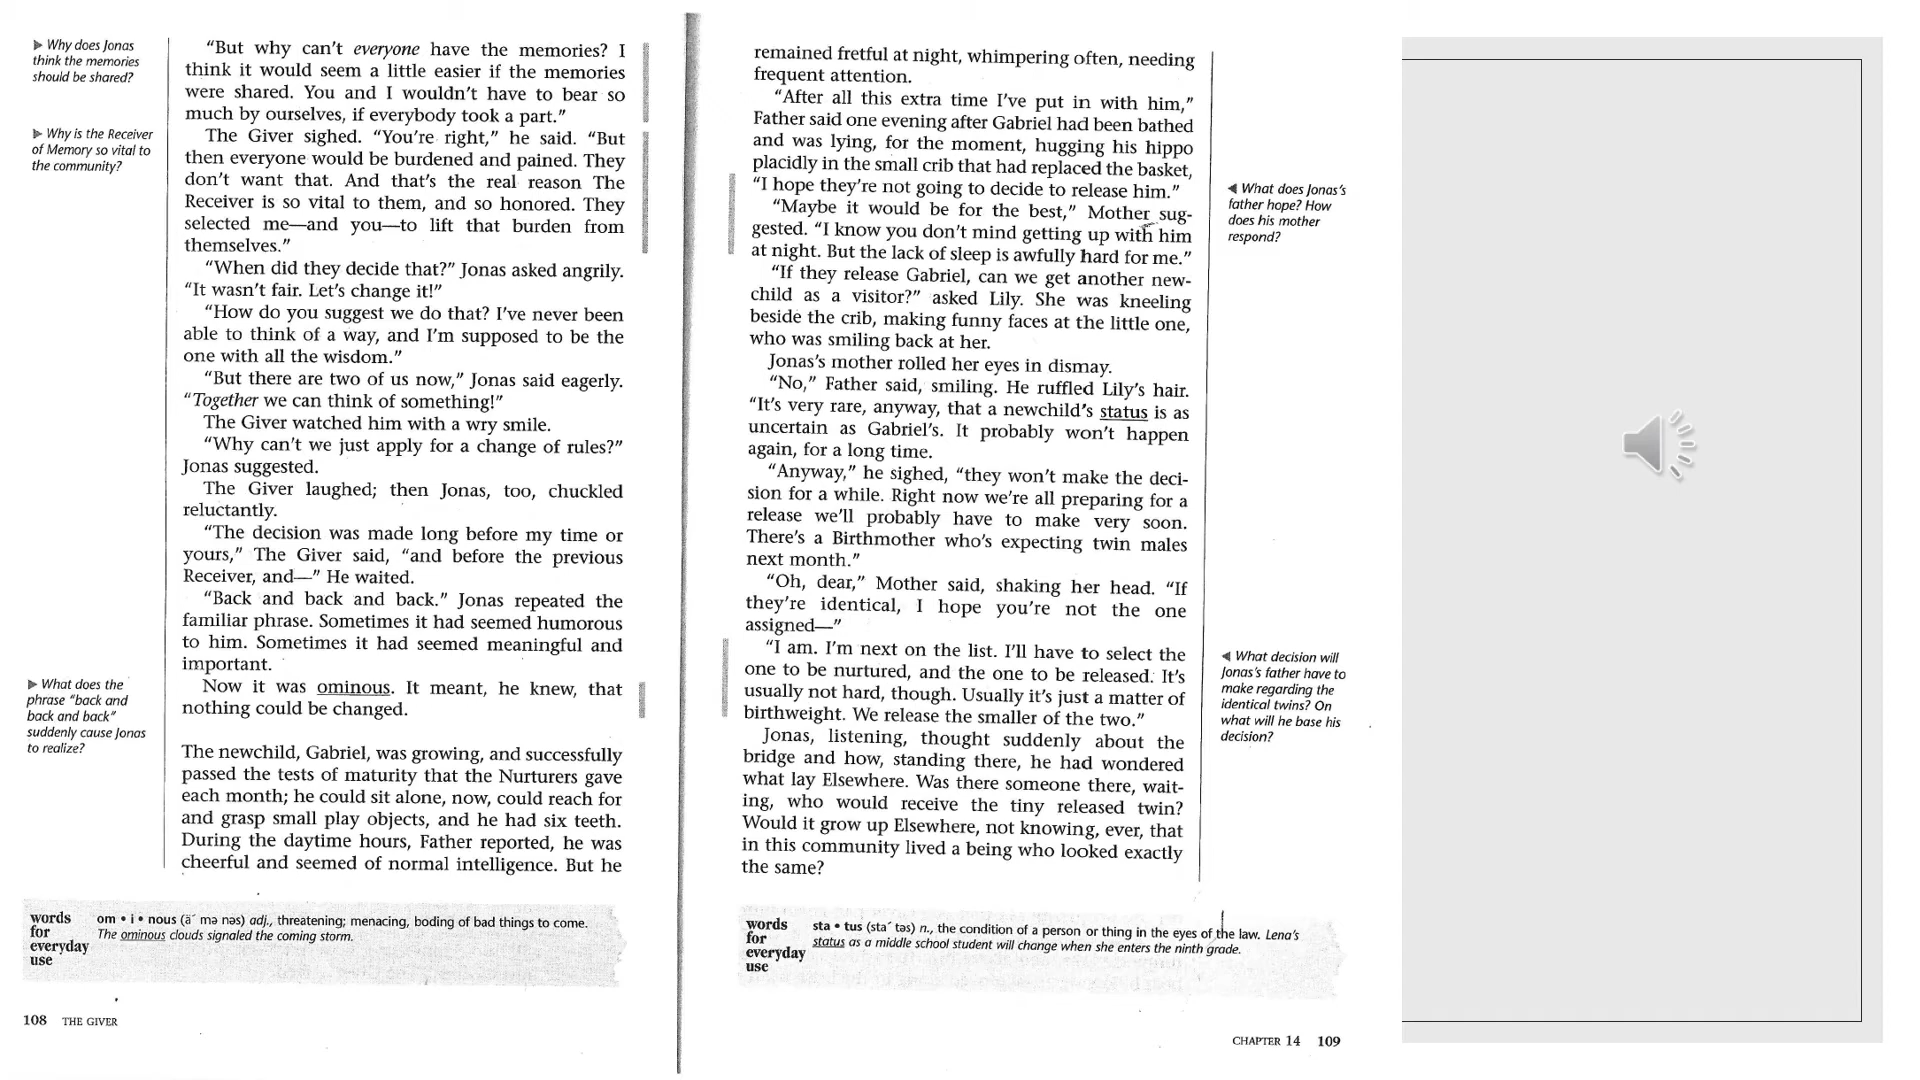 ▶ Why does Jonas
think the memories
should be shared?
▶ Why is the Receiver
of Memory so vital to
the community?
▶ What does the
phrase "back and
back and back"
suddenly cause Jonas
to realize?
"But why can't everyone have the memories? I
think it would seem a little easier if the memories
were shared. You and I wouldn't have to bear so
much by ourselves, if everybody took a part."
The Giver sighed. "You're right," he said. "But
then everyone would be burdened and pained. They
don't want that. And that's the real reason The
Receiver is so vital to them, and so honored. They
selected me—and you—to lift that burden from
themselves."
"When did they decide that?" Jonas asked angrily.
"It wasn't fair. Let's change it!"
"How do you suggest we do that? I've never been
able to think of a way, and I'm supposed to be the
one with all the wisdom."
"But there are two of us now," Jonas said eagerly.
"Together we can think of something!"
The Giver watched him with a wry smile.
"Why can't we just apply for a change of rules?"
Jonas suggested.
The Giver laughed; then Jonas, too, chuckled
reluctantly.
"The decision was made long before my time or
yours," The Giver said, "and before the previous
Receiver, and—" He waited.
"Back and back and back." Jonas repeated the
familiar phrase. Sometimes it had seemed humorous
to him. Sometimes it had seemed meaningful and
important.
Now it was ominous. It meant, he knew, that
nothing could be changed.
The newchild, Gabriel, was growing, and successfully
passed the tests of maturity that the Nurturers gave
each month; he could sit alone, now, could reach for
and grasp small play objects, and he had six teeth.
During the daytime hours, Father reported, he was
cheerful and seemed of normal intelligence. But he
words
for
everyday
use
om • i • nous (ä´ mə nəs) adj., threatening; menacing, boding of bad things to come.
The ominous clouds signaled the coming storm.
108 THE GIVER
remained fretful at night, whimpering often, needing
frequent attention.
"After all this extra time I've put in with him,"
Father said one evening after Gabriel had been bathed
and was lying, for the moment, hugging his hippo
placidly in the small crib that had replaced the basket,
"I hope they're not going to decide to release him."
"Maybe it would be for the best," Mother sug-
gested. "I know you don't mind getting up with him
at night. But the lack of sleep is awfully hard for me."
"If they release Gabriel, can we get another new-
child as a visitor?" asked Lily. She was kneeling
beside the crib, making funny faces at the little one,
who was smiling back at her.
Jonas's mother rolled her eyes in dismay.
"No," Father said, smiling. He ruffled Lily's hair.
"It's very rare, anyway, that a newchild's status is as
uncertain as Gabriel's. It probably won't happen
again, for a long time.
"Anyway," he sighed, "they won't make the deci-
sion for a while. Right now we're all preparing for a
release we'll probably have to make very soon.
There's a Birthmother who's expecting twin males
next month."
"Oh, dear," Mother said, shaking her head. "If
they're identical, I hope you're not the one
assigned—"
"I am. I'm next on the list. I'll have to select the
one to be nurtured, and the one to be released. It's
usually not hard, though. Usually it's just a matter of
birthweight. We release the smaller of the two."
Jonas, listening, thought suddenly about the
bridge and how, standing there, he had wondered
what lay Elsewhere. Was there someone there, wait-
ing, who would receive the tiny released twin?
Would it grow up Elsewhere, not knowing, ever, that
in this community lived a being who looked exactly
the same?
◀ What does Jonas's
father hope? How
does his mother
respond?
◀ What decision will
Jonas's father have to
make regarding the
identical twins? On
what will he base his
decision?
words
for
everyday
use
sta • tus (sta´ təs) n., the condition of a person or thing in the eyes of the law. Lena's
status as a middle school student will change when she enters the ninth grade.
CHAPTER 14 109